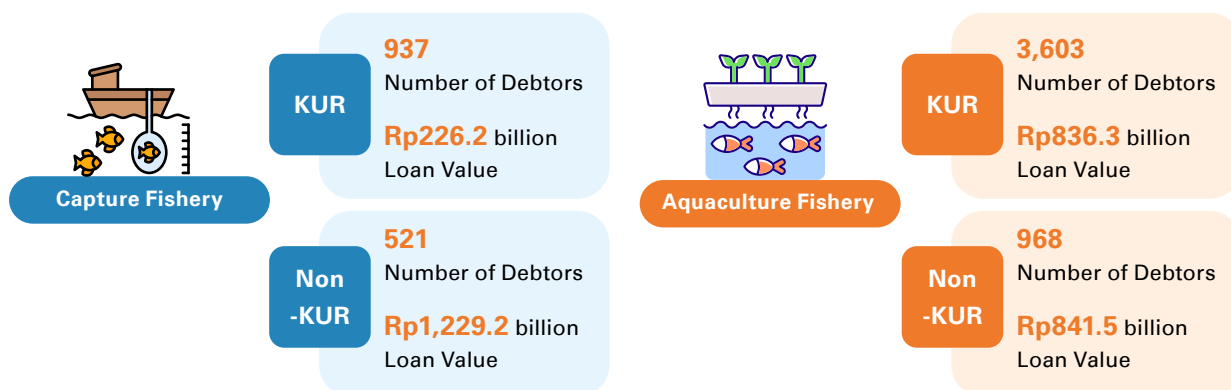 Capture Fishery
KUR
937
Number of Debtors
Rp226.2 billion
Loan Value
Non
-KUR
521
Number of Debtors
Rp1,229.2 billion
Loan Value
Aquaculture Fishery
KUR
3,603
Number of Debtors
Rp836.3 billion
Loan Value
Non
-KUR
968
Number of Debtors
Rp841.5 billion
Loan Value